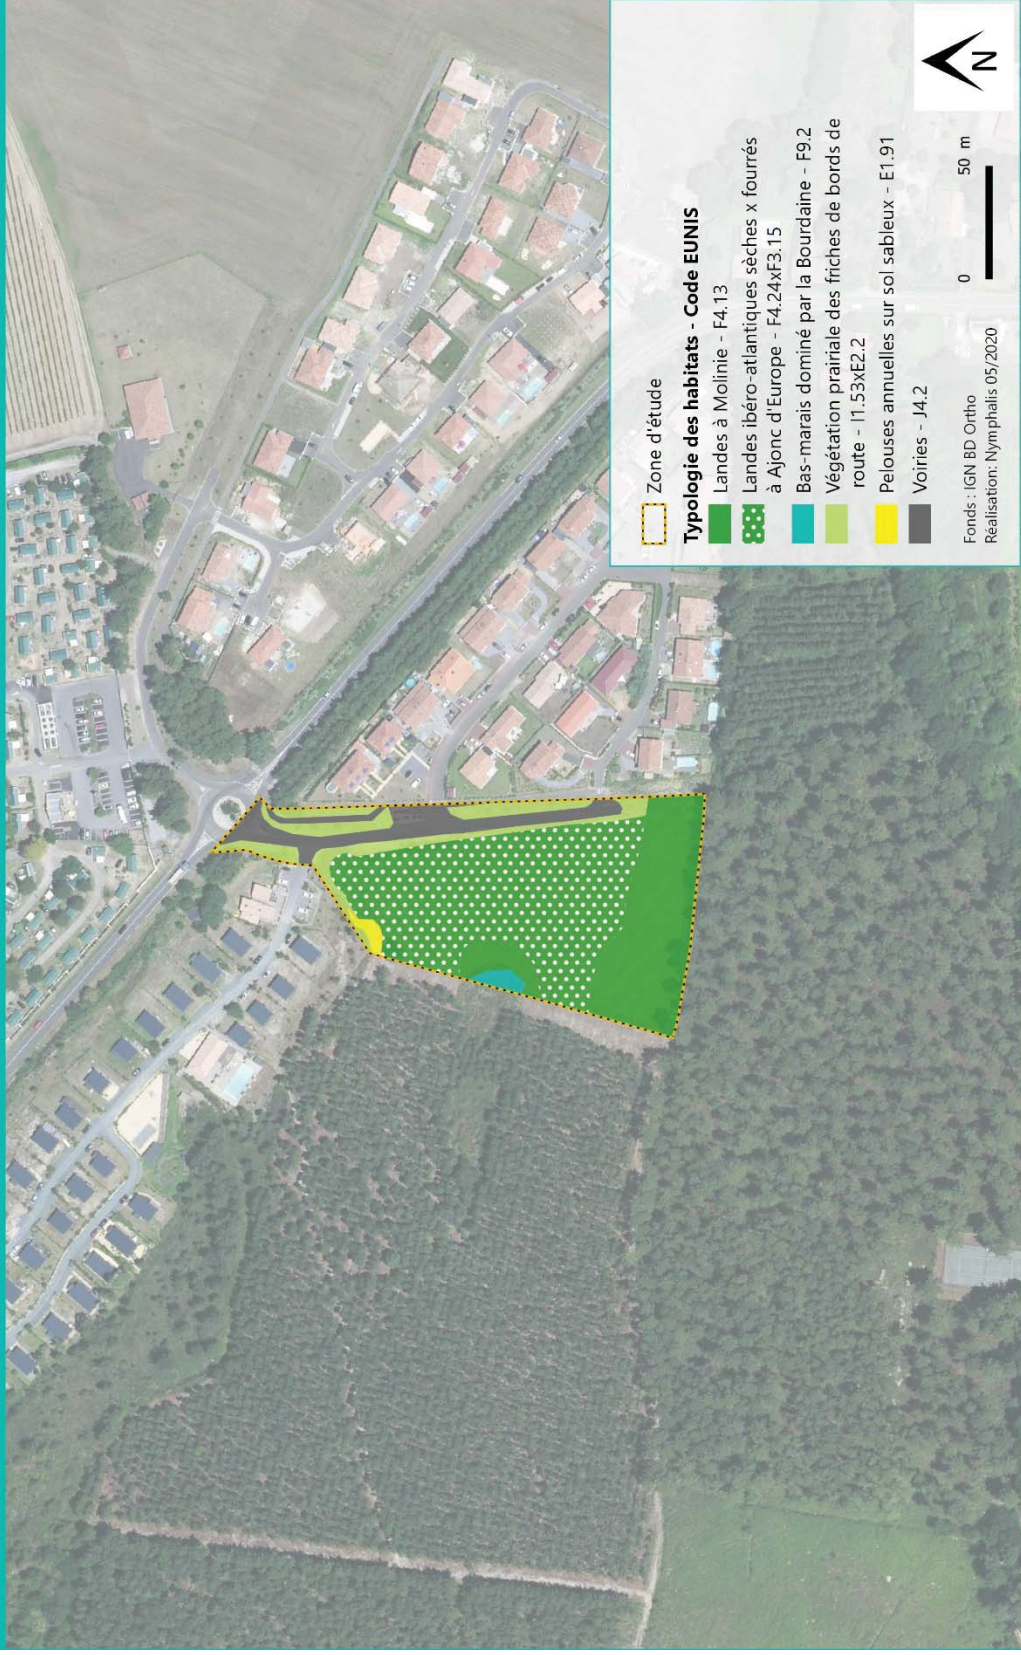 Zone d'étude
Typologie des habitats - Code EUNIS
Landes à Molinie - F4.13
Landes ibéro-atlantiques sèches x fourrés
à Ajonc d'Europe - F4.24xF3.15
Bas-marais dominé par la Bourdaine - F9.2
Végétation prairiale des friches de bords de
route - I1.53xE2.2
Pelouses annuelles sur sol sableux - E1.91
Voiries - J4.2
Fonds : IGN BD Ortho
Réalisation: Nymphalis 05/2020
0 50 m
N